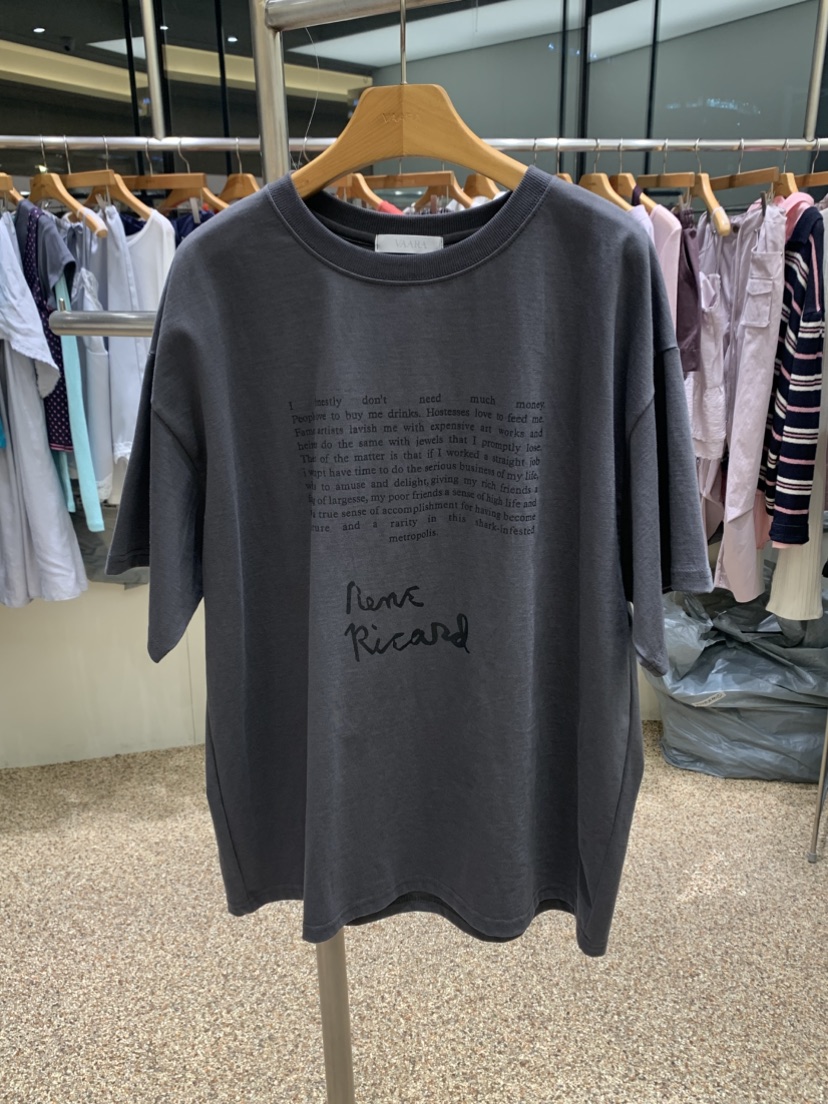 VAARA
I don't need much money.
to buy me drinks. Hostesses love to feed me.
artists lavish me with expensive art works and
do the same with jewels that I promptly lose.
of the matter is that if I worked a straight job
have time to do the serious business of my life,
to amuse and delight, giving my rich friends a
of largesse, my poor friends a sense of high life and
true sense of accomplishment for having become
rare and a rarity in this shark-infested
metropolis.
Rene
Ricard